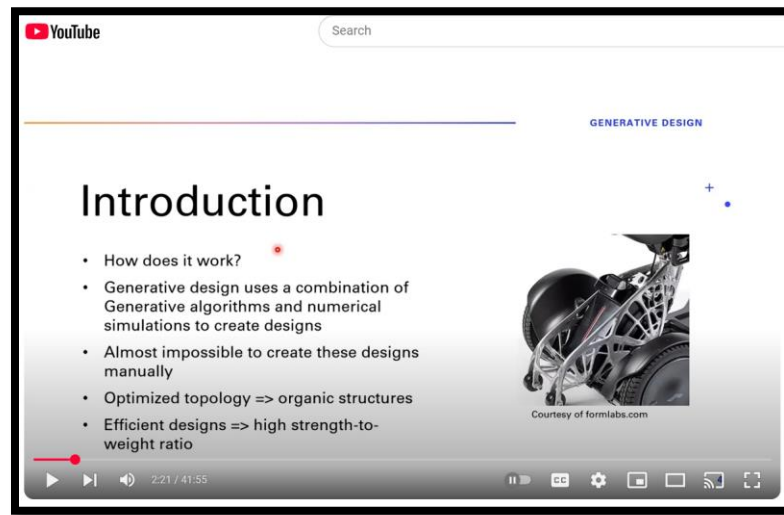 YouTube
Search
GENERATIVE DESIGN
Introduction
• How does it work?
• Generative design uses a combination of
Generative algorithms and numerical
simulations to create designs
• Almost impossible to create these designs
manually
• Optimized topology => organic structures
• Efficient designs => high strength-to-
weight ratio
Courtesy of formlabs.com
2:21 / 41:55
CC